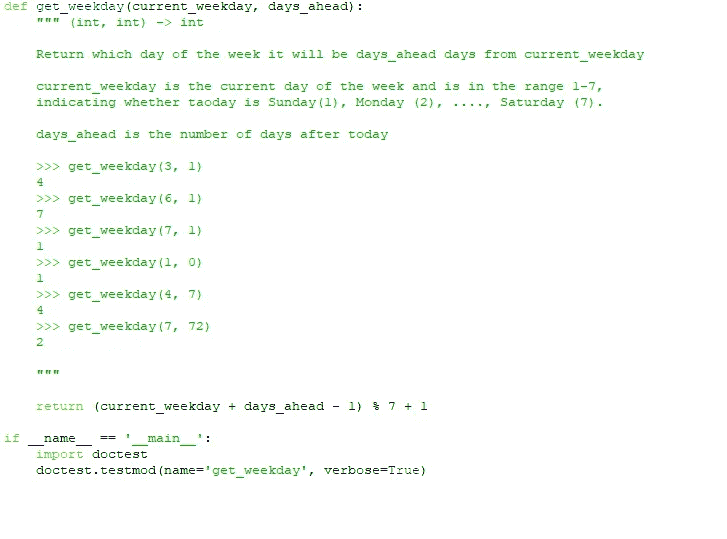 def get_weekday(current_weekday, days_ahead):
    """ (int, int) -> int

    Return which day of the week it will be days_ahead days from current_weekday

    current_weekday is the current day of the week and is in the range 1-7,
    indicating whether taoday is Sunday(1), Monday (2), ...., Saturday (7).

    days_ahead is the number of days after today

    >>> get_weekday(3, 1)
    4
    >>> get_weekday(6, 1)
    7
    >>> get_weekday(7, 1)
    1
    >>> get_weekday(1, 0)
    1
    >>> get_weekday(4, 7)
    4
    >>> get_weekday(7, 72)
    2

    """

    return (current_weekday + days_ahead - 1) % 7 + 1

if __name__ == '__main__':
    import doctest
    doctest.testmod(name='get_weekday', verbose=True)